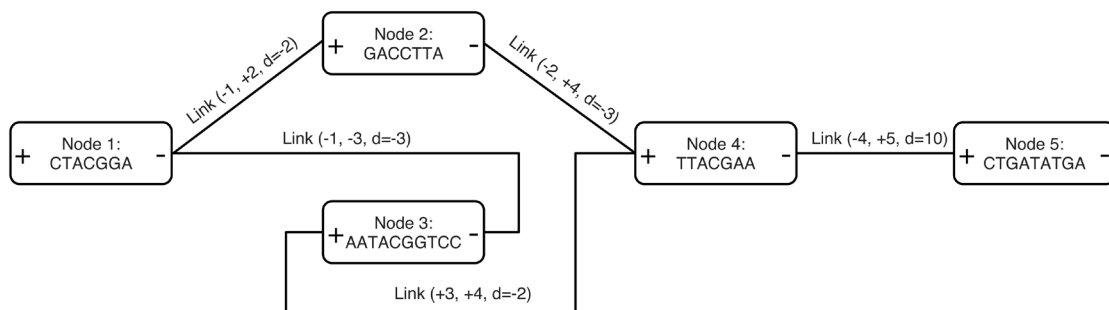 Node 2:
+ GACCTTA -
Link (-1, +2, d=-2)
Link (-2, +4, d=-3)
Node 1:
+ CTACGGA -
Link (-1, -3, d=-3)
Node 4:
+ TTACGAA -
Link (-4, +5, d=10)
Node 5:
+ CTGATATGA -
Node 3:
+ AATACGGTCC -
Link (+3, +4, d=-2)